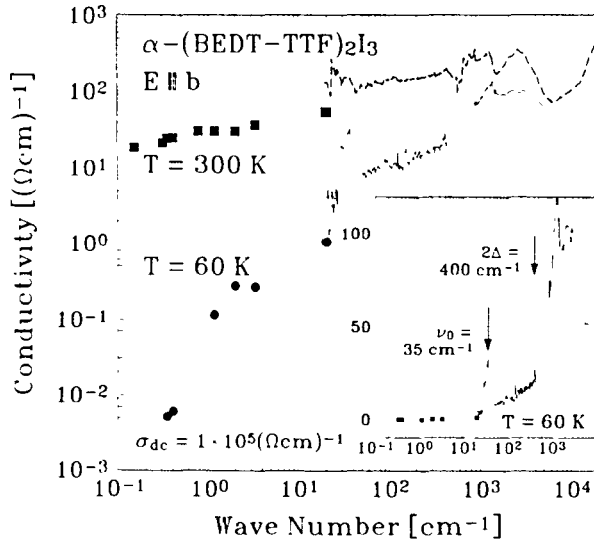 10³
10²
10¹
10⁰
10⁻¹
10⁻²
10⁻³
Conductivity [(Ωcm)⁻¹]
α-(BEDT-TTF)₂I₃
E ∥ b
T = 300 K
T = 60 K
σdc = 1 · 10⁵(Ωcm)⁻¹
100
50
0
2Δ =
400 cm⁻¹
ν₀ =
35 cm⁻¹
T = 60 K
10⁻¹ 10⁰ 10¹ 10² 10³
10⁻¹ 10⁰ 10¹ 10² 10³ 10⁴
Wave Number [cm⁻¹]